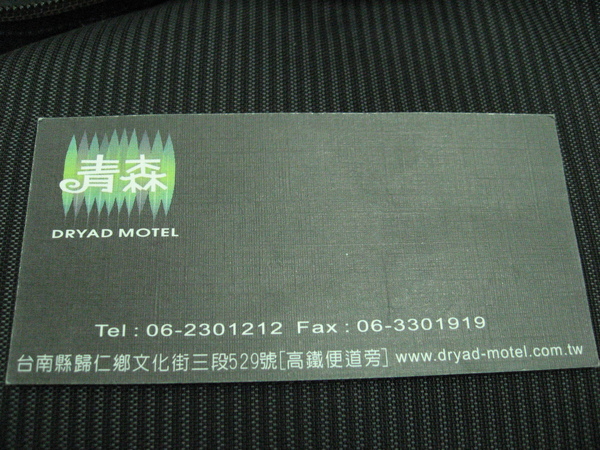 青森
DRYAD MOTEL
Tel : 06-2301212 Fax : 06-3301919
台南縣歸仁鄉文化街三段529號[高鐵便道旁] www.dryad-motel.com.tw